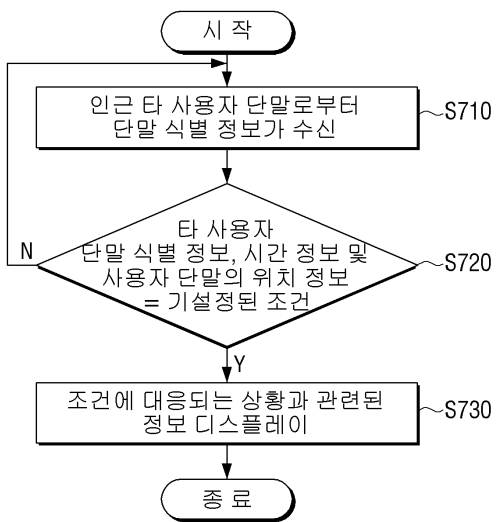 시 작
인근 타 사용자 단말로부터
단말 식별 정보가 수신
S710
타 사용자
단말 식별 정보, 시간 정보 및
사용자 단말의 위치 정보
= 기설정된 조건
S720
N
Y
조건에 대응되는 상황과 관련된
정보 디스플레이
S730
종 료